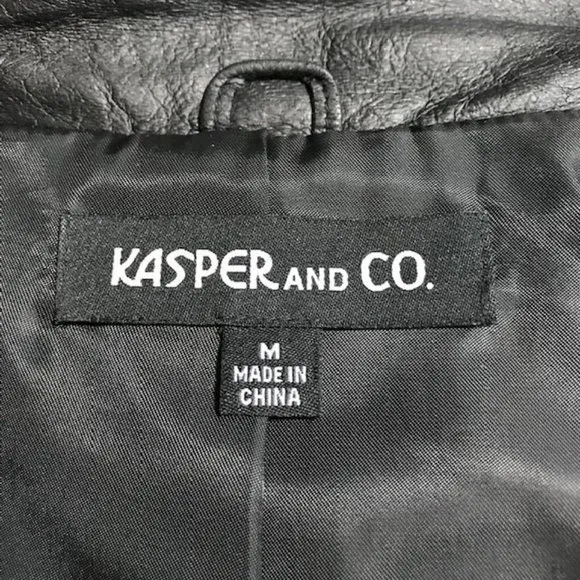 KASPER AND CO.
M
MADE IN
CHINA